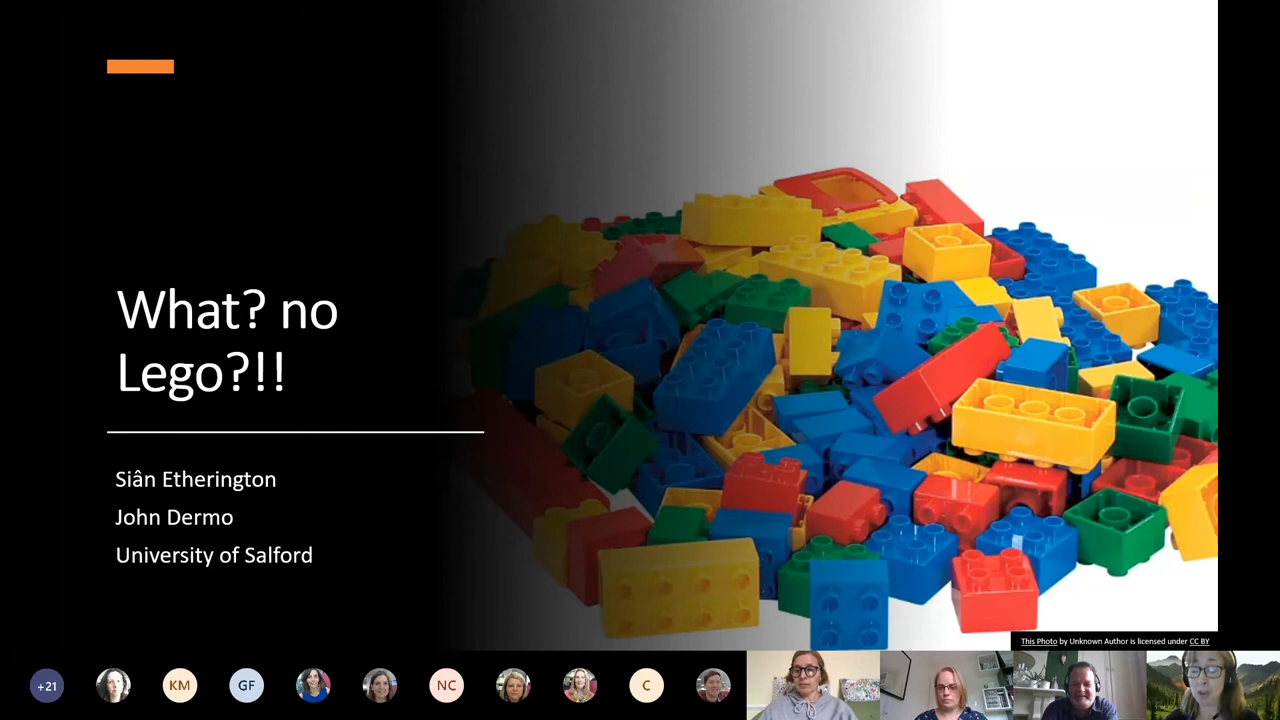 What? no
Lego?!!
Siân Etherington
John Dermo
University of Salford
This Photo by Unknown Author is licensed under CC BY
+21
KM
GF
NC
C